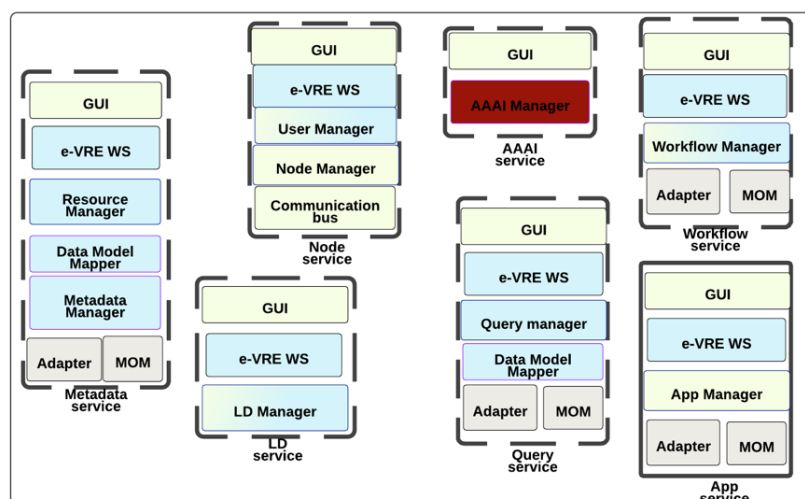 GUI
e-VRE WS
Resource
Manager
Data Model
Mapper
Metadata
Manager
Adapter
MOM
Metadata
service
GUI
e-VRE WS
User Manager
Node Manager
Communication
bus
Node
service
GUI
e-VRE WS
LD Manager
LD
service
GUI
AAAI Manager
AAAI
service
GUI
e-VRE WS
Query manager
Data Model
Mapper
Adapter
MOM
Query
service
GUI
e-VRE WS
Workflow Manager
Adapter
MOM
Workflow
service
GUI
e-VRE WS
App Manager
Adapter
MOM
App
service